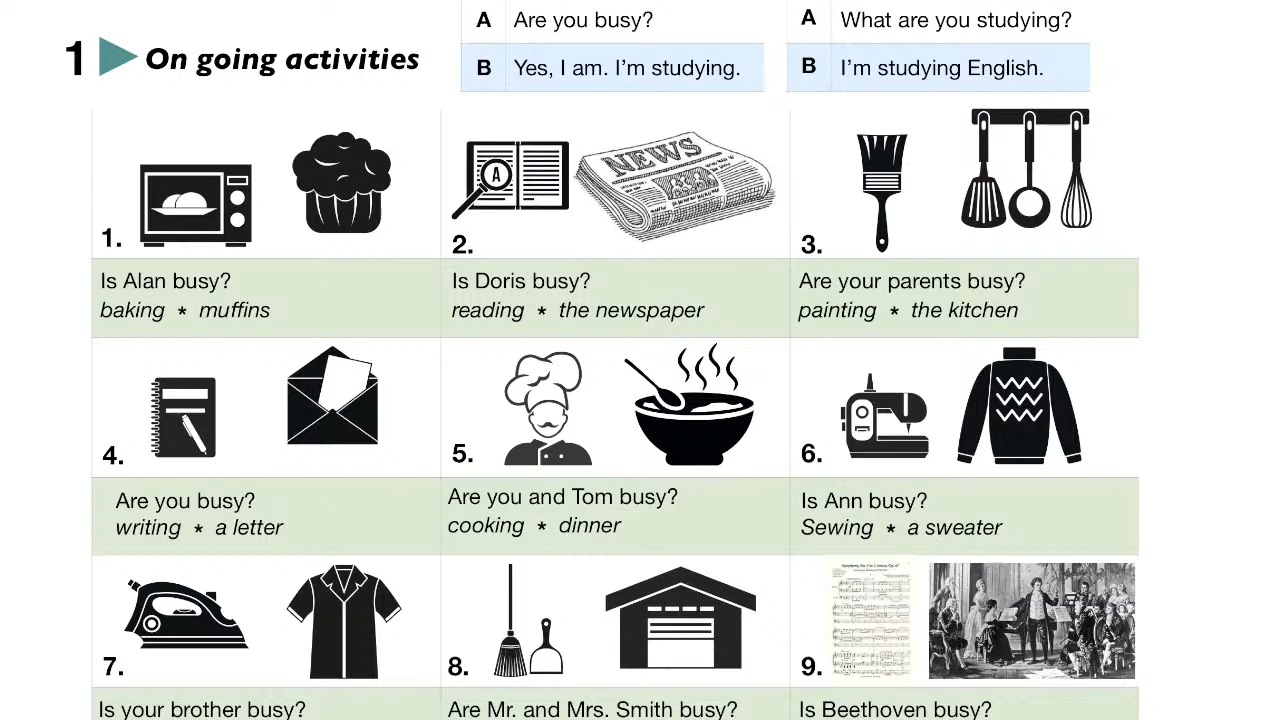 1 On going activities
A Are you busy?
B Yes, I am. I'm studying.
A What are you studying?
B I'm studying English.
A
NEWS
1.
2.
3.
Is Alan busy?
baking * muffins
Is Doris busy?
reading * the newspaper
Are your parents busy?
painting * the kitchen
4.
5.
6.
Are you busy?
writing * a letter
Are you and Tom busy?
cooking * dinner
Is Ann busy?
Sewing * a sweater
7.
8.
9.
Is your brother busy?
Are Mr. and Mrs. Smith busy?
Is Beethoven busy?